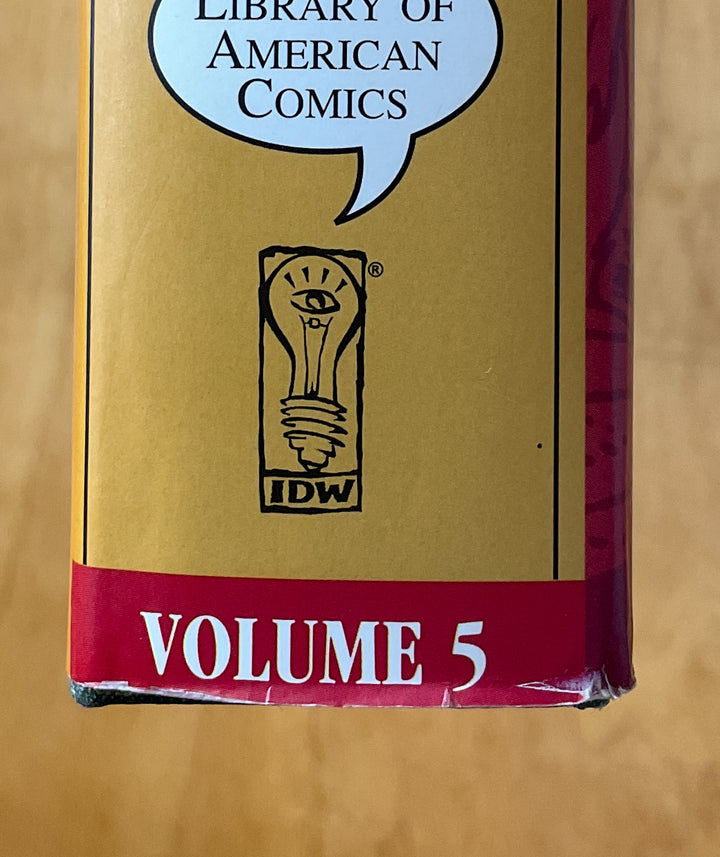 LIBRARY OF
AMERICAN
COMICS
®
IDW
VOLUME 5